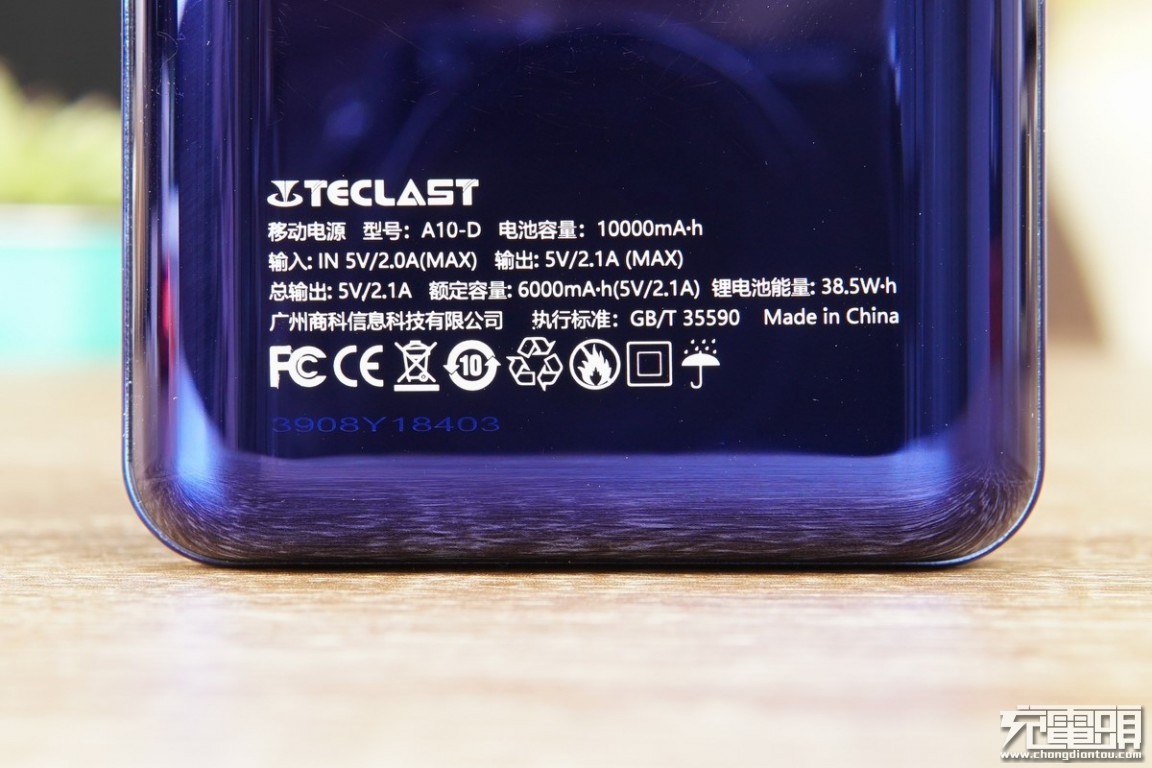 TECLAST
移动电源 型号：A10-D 电池容量：10000mA·h
输入: IN 5V/2.0A(MAX) 输出: 5V/2.1A (MAX)
总输出: 5V/2.1A 额定容量: 6000mA·h(5V/2.1A) 锂电池能量: 38.5W·h
广州商科信息科技有限公司 执行标准：GB/T 35590 Made in China
FC CE 10
3908Y18403
充電頭
www.chongdiantou.com